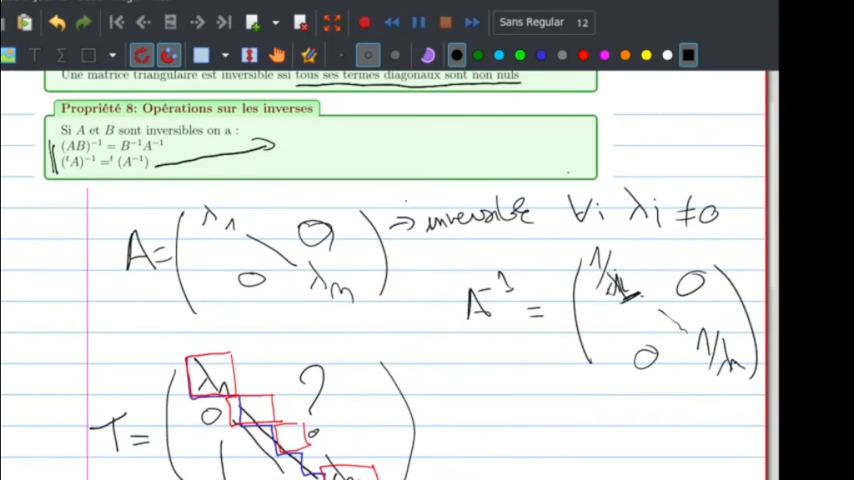 Sans Regular 12
Une matrice triangulaire est inversible ssi tous ses termes diagonaux sont non nuls
Propriété 8: Opérations sur les inverses
Si A et B sont inversibles on a :
(AB)⁻¹ = B⁻¹A⁻¹
(ᵗA)⁻¹ =ᵗ (A⁻¹)
A = ( λ₁ 0 0 λₙ ) → inversible ∀i λi ≠ 0
A⁻¹ = ( 1/λ₁ 0 0 1/λₙ )
T = ( λ₁ ? 0